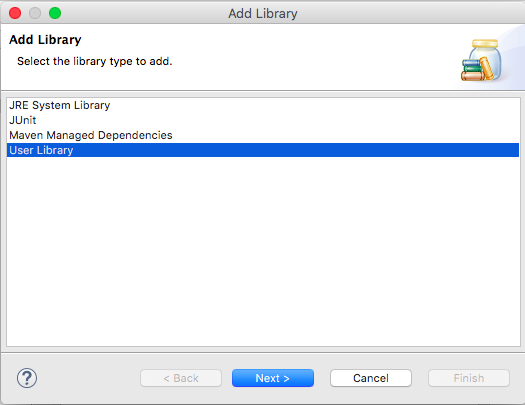 Add Library
Add Library
Select the library type to add.
JRE System Library
JUnit
Maven Managed Dependencies
User Library
?
< Back
Next >
Cancel
Finish